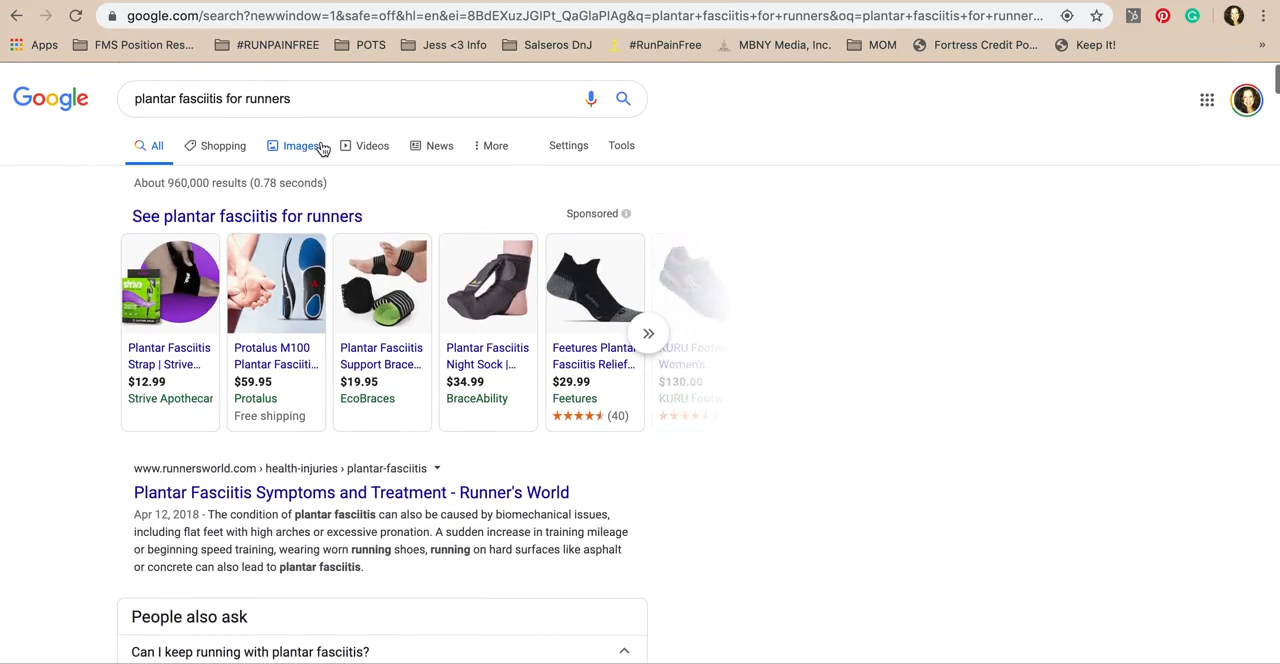 google.com/search?newwindow=1&safe=off&hl=en&ei=8BdEXuzJGIPt_QaGlaPIAg&q=plantar+fasciitis+for+runners&oq=plantar+fasciitis+for+runner...
Apps FMS Position Res... #RUNPAINFREE POTS Jess <3 Info Salseros DnJ #RunPainFree MBNY Media, Inc. MOM Fortress Credit Po... Keep It! »
Google plantar fasciitis for runners
All Shopping Images Videos News More Settings Tools
About 960,000 results (0.78 seconds)
See plantar fasciitis for runners Sponsored
Plantar Fasciitis
Strap | Strive...
$12.99
Strive Apothecar
Protalus M100
Plantar Fasciiti...
$59.95
Protalus
Free shipping
Plantar Fasciitis
Support Brace...
$19.95
EcoBraces
Plantar Fasciitis
Night Sock |...
$34.99
BraceAbility
Feetures Planta
Fasciitis Relief...
$29.99
Feetures
(40)
KURU Footw
Women's...
$130.00
KURU Footw
www.runnersworld.com › health-injuries › plantar-fasciitis
Plantar Fasciitis Symptoms and Treatment - Runner's World
Apr 12, 2018 - The condition of plantar fasciitis can also be caused by biomechanical issues,
including flat feet with high arches or excessive pronation. A sudden increase in training mileage
or beginning speed training, wearing worn running shoes, running on hard surfaces like asphalt
or concrete can also lead to plantar fasciitis.
People also ask
Can I keep running with plantar fasciitis?